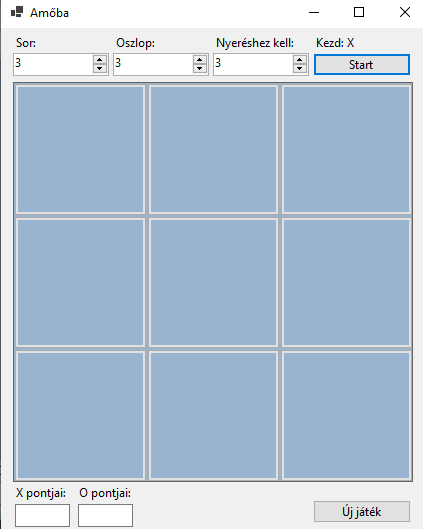 Amőba
Sor: Oszlop: Nyeréshez kell: Kezd: X
3 3 3 Start
X pontjai: O pontjai:
Új játék